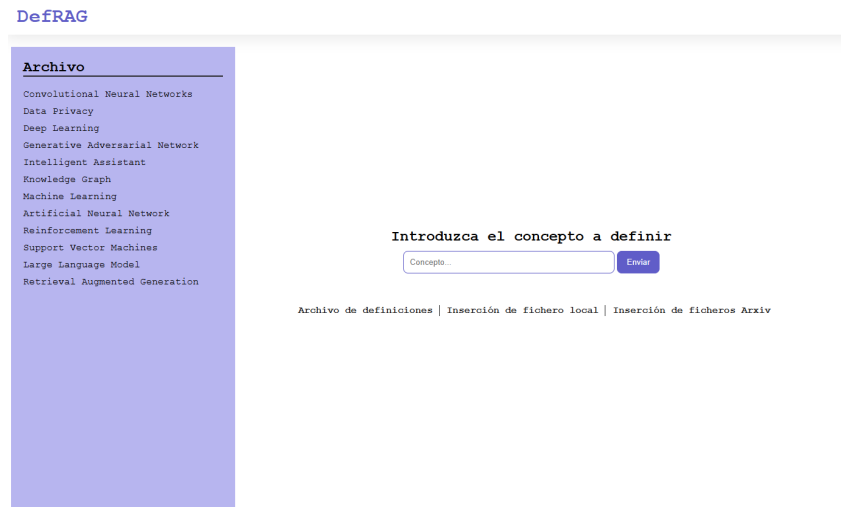 DefRAG
Archivo
Convolutional Neural Networks
Data Privacy
Deep Learning
Generative Adversarial Network
Intelligent Assistant
Knowledge Graph
Machine Learning
Artificial Neural Network
Reinforcement Learning
Support Vector Machines
Large Language Model
Retrieval Augmented Generation
Introduzca el concepto a definir
Concepto... Enviar
Archivo de definiciones | Inserción de fichero local | Inserción de ficheros Arxiv